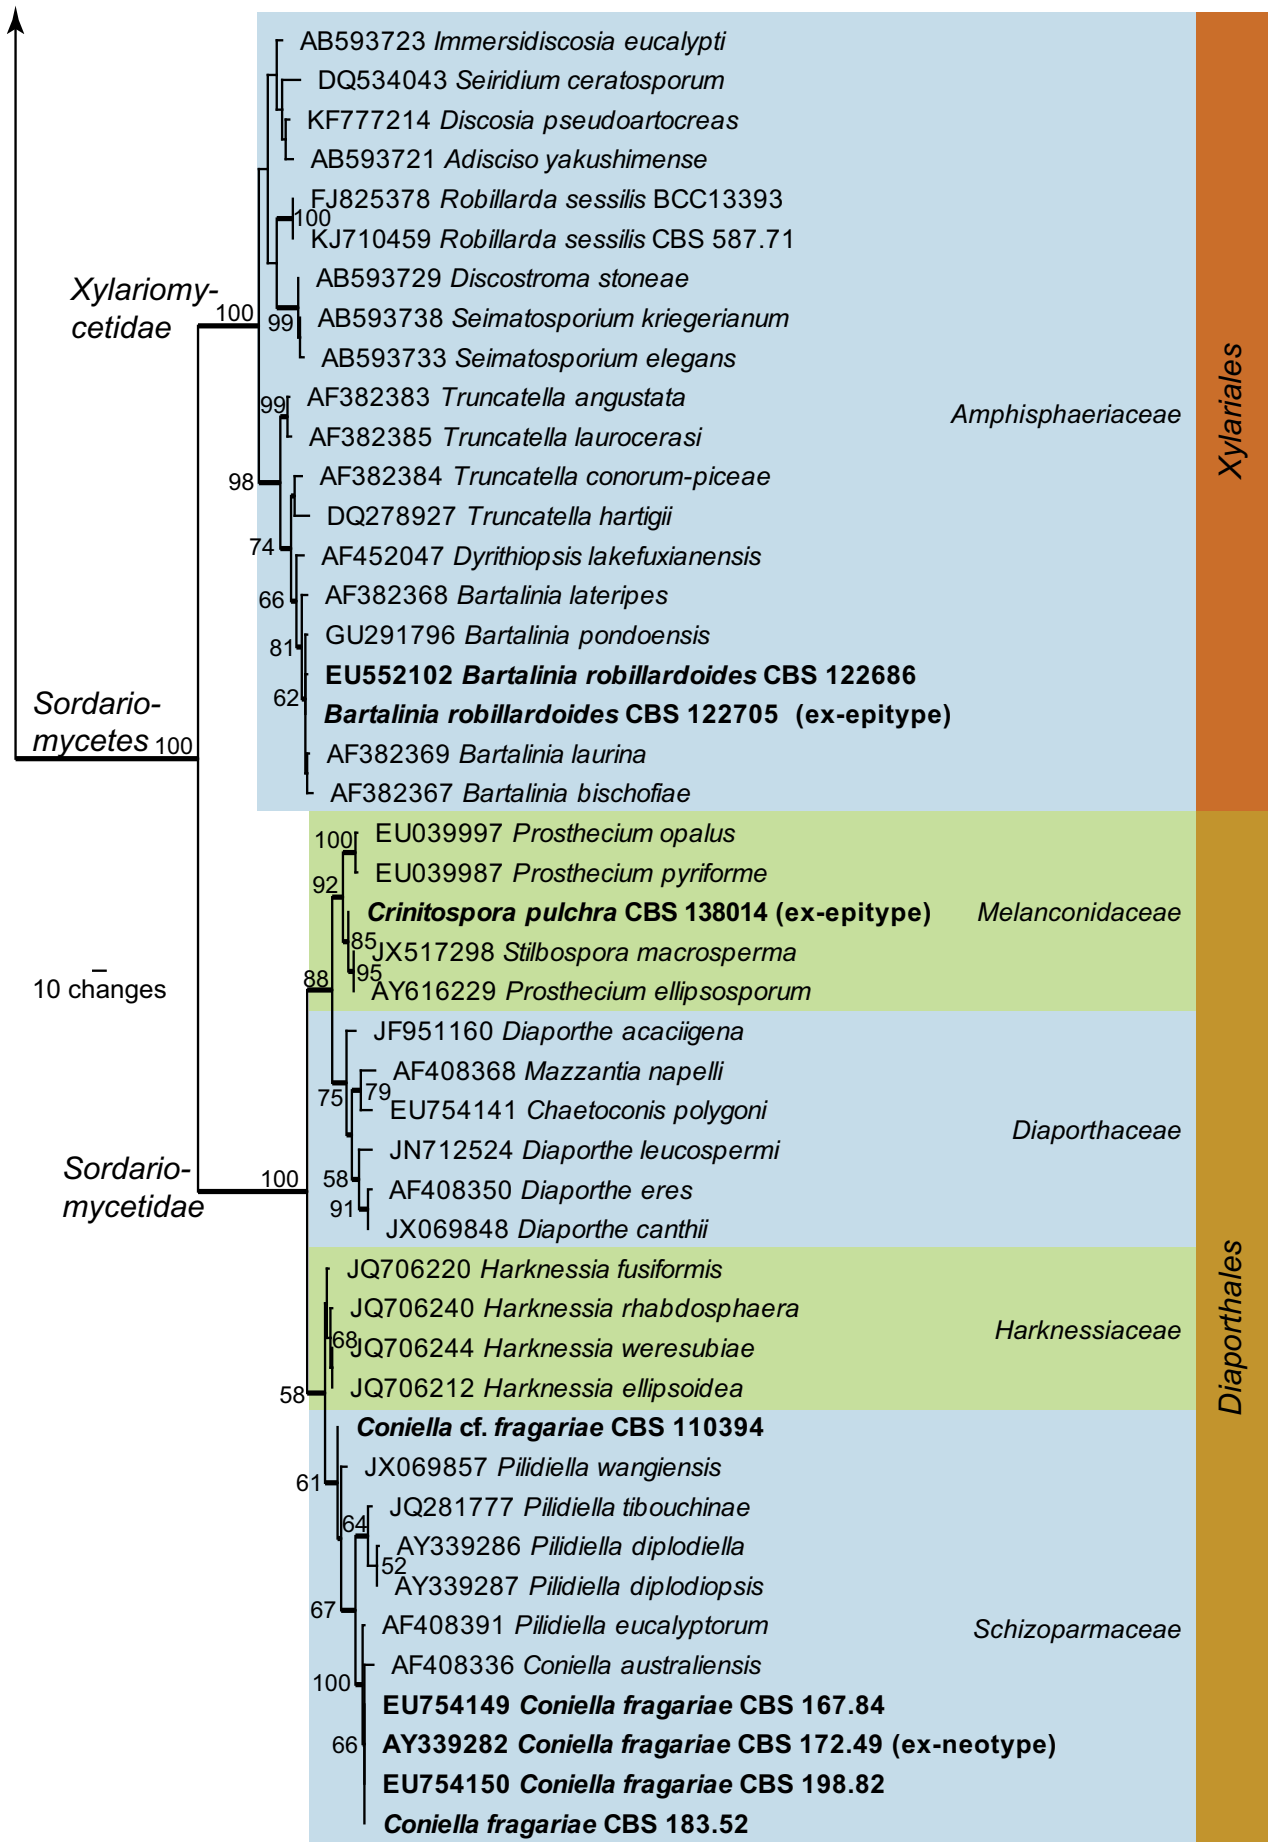 AB593723 Immersidiscosia eucalypti
DQ534043 Seiridium ceratosporum
KF777214 Discosia pseudoartocreas
AB593721 Adisciso yakushimense
FJ825378 Robillarda sessilis BCC13393
100
KJ710459 Robillarda sessilis CBS 587.71
AB593729 Discostroma stoneae
Xylariomy-
cetidae
100
99
AB593738 Seimatosporium kriegerianum
AB593733 Seimatosporium elegans
99
AF382383 Truncatella angustata
Amphisphaeriaceae
Xylariales
AF382385 Truncatella laurocerasi
98
AF382384 Truncatella conorum-piceae
DQ278927 Truncatella hartigii
74
AF452047 Dyrithiopsis lakefuxianensis
66
AF382368 Bartalinia lateripes
81
GU291796 Bartalinia pondoensis
EU552102 Bartalinia robillardoides CBS 122686
62
Bartalinia robillardoides CBS 122705 (ex-epitype)
Sordario-
mycetes
100
AF382369 Bartalinia laurina
AF382367 Bartalinia bischofiae
100
EU039997 Prosthecium opalus
EU039987 Prosthecium pyriforme
92
Crinitospora pulchra CBS 138014 (ex-epitype)
Melanconidaceae
85
JX517298 Stilbospora macrosperma
88
95
AY616229 Prosthecium ellipsosporum
10 changes
JF951160 Diaporthe acaciigena
75
79
AF408368 Mazzantia napelli
EU754141 Chaetoconis polygoni
Diaporthaceae
JN712524 Diaporthe leucospermi
Sordario-
mycetidae
100
58
AF408350 Diaporthe eres
91
JX069848 Diaporthe canthii
JQ706220 Harknessia fusiformis
JQ706240 Harknessia rhabdosphaera
Harknessiaceae
68
JQ706244 Harknessia weresubiae
58
JQ706212 Harknessia ellipsoidea
Diaporthales
Coniella cf. fragariae CBS 110394
61
JX069857 Pilidiella wangiensis
64
JQ281777 Pilidiella tibouchinae
AY339286 Pilidiella diplodiella
52
AY339287 Pilidiella diplodiopsis
67
AF408391 Pilidiella eucalyptorum
Schizoparmaceae
AF408336 Coniella australiensis
100
EU754149 Coniella fragariae CBS 167.84
66
AY339282 Coniella fragariae CBS 172.49 (ex-neotype)
EU754150 Coniella fragariae CBS 198.82
Coniella fragariae CBS 183.52